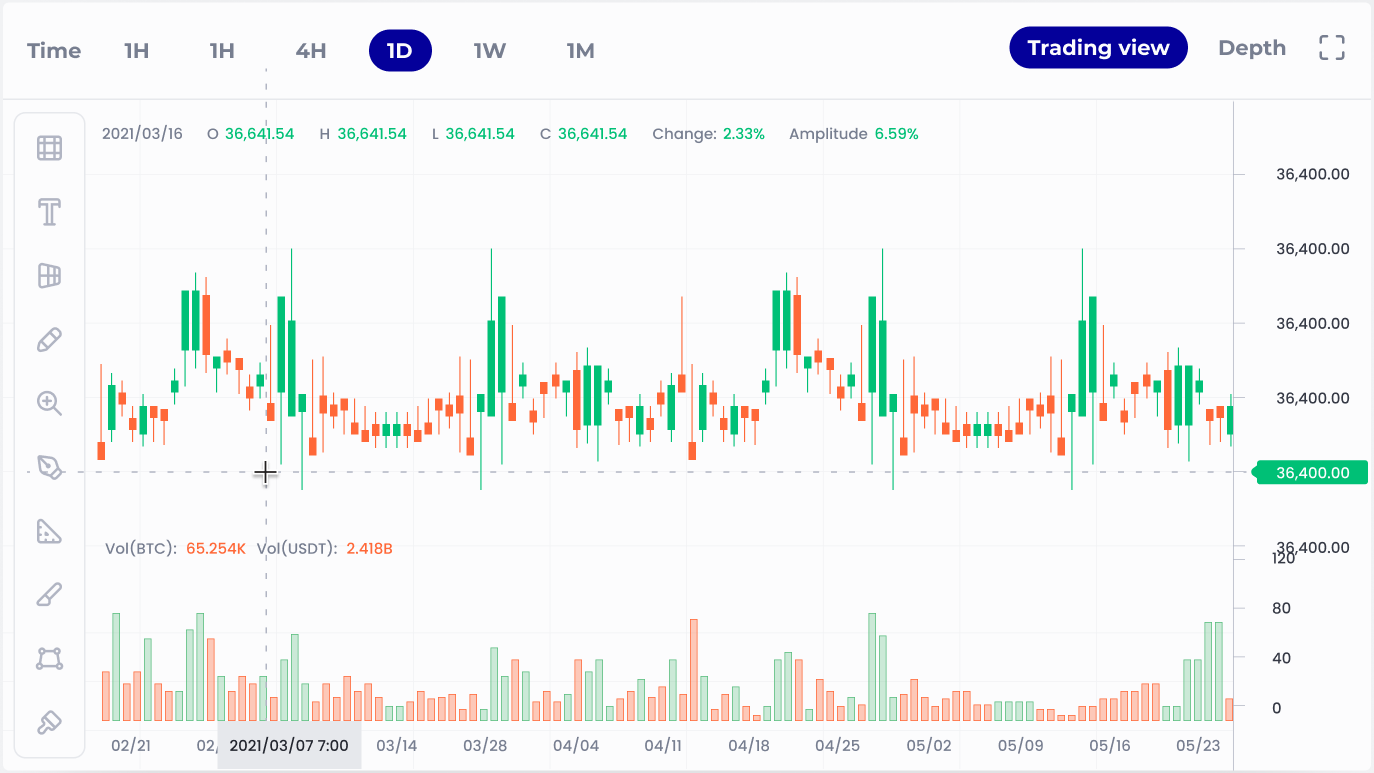 Time 1H 1H 4H 1D 1W 1M Trading view Depth
2021/03/16 O 36,641.54 H 36,641.54 L 36,641.54 C 36,641.54 Change: 2.33% Amplitude 6.59%
36,400.00
36,400.00
36,400.00
36,400.00
36,400.00
Vol(BTC): 65.254K Vol(USDT): 2.418B 36,400.00
120
80
40
0
02/21 02/ 2021/03/07 7:00 03/14 03/28 04/04 04/11 04/18 04/25 05/02 05/09 05/16 05/23